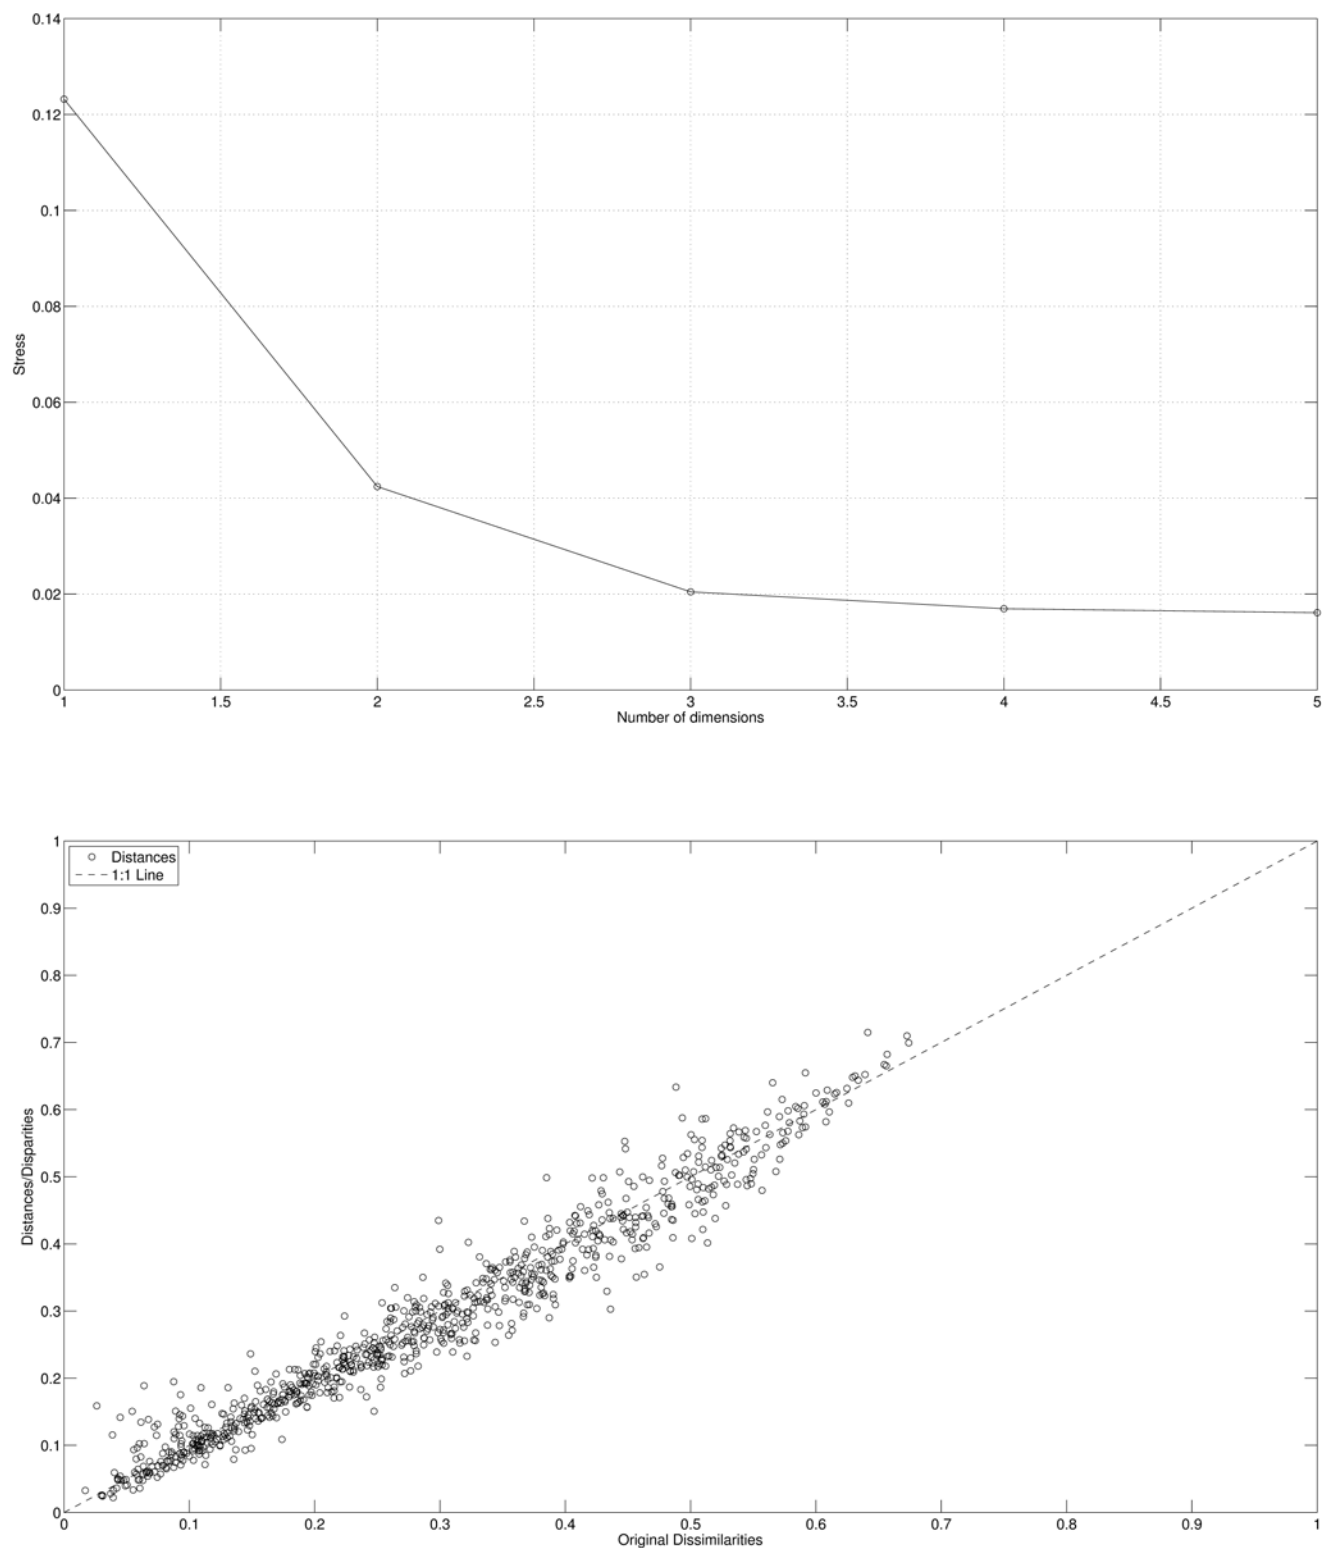 0.14
0.12
0.1
0.08
0.06
0.04
0.02
0
Stress
1 1.5 2 2.5 3 3.5 4 4.5 5
Number of dimensions
1
0.9
0.8
0.7
0.6
0.5
0.4
0.3
0.2
0.1
0
Distances/Disparities
Distances
1:1 Line
0 0.1 0.2 0.3 0.4 0.5 0.6 0.7 0.8 0.9 1
Original Dissimilarities